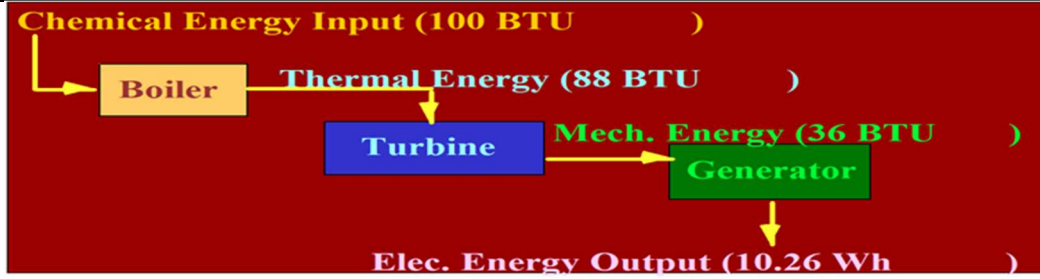 Chemical Energy Input (100 BTU )
Boiler
Thermal Energy (88 BTU )
Turbine
Mech. Energy (36 BTU )
Generator
Elec. Energy Output (10.26 Wh )